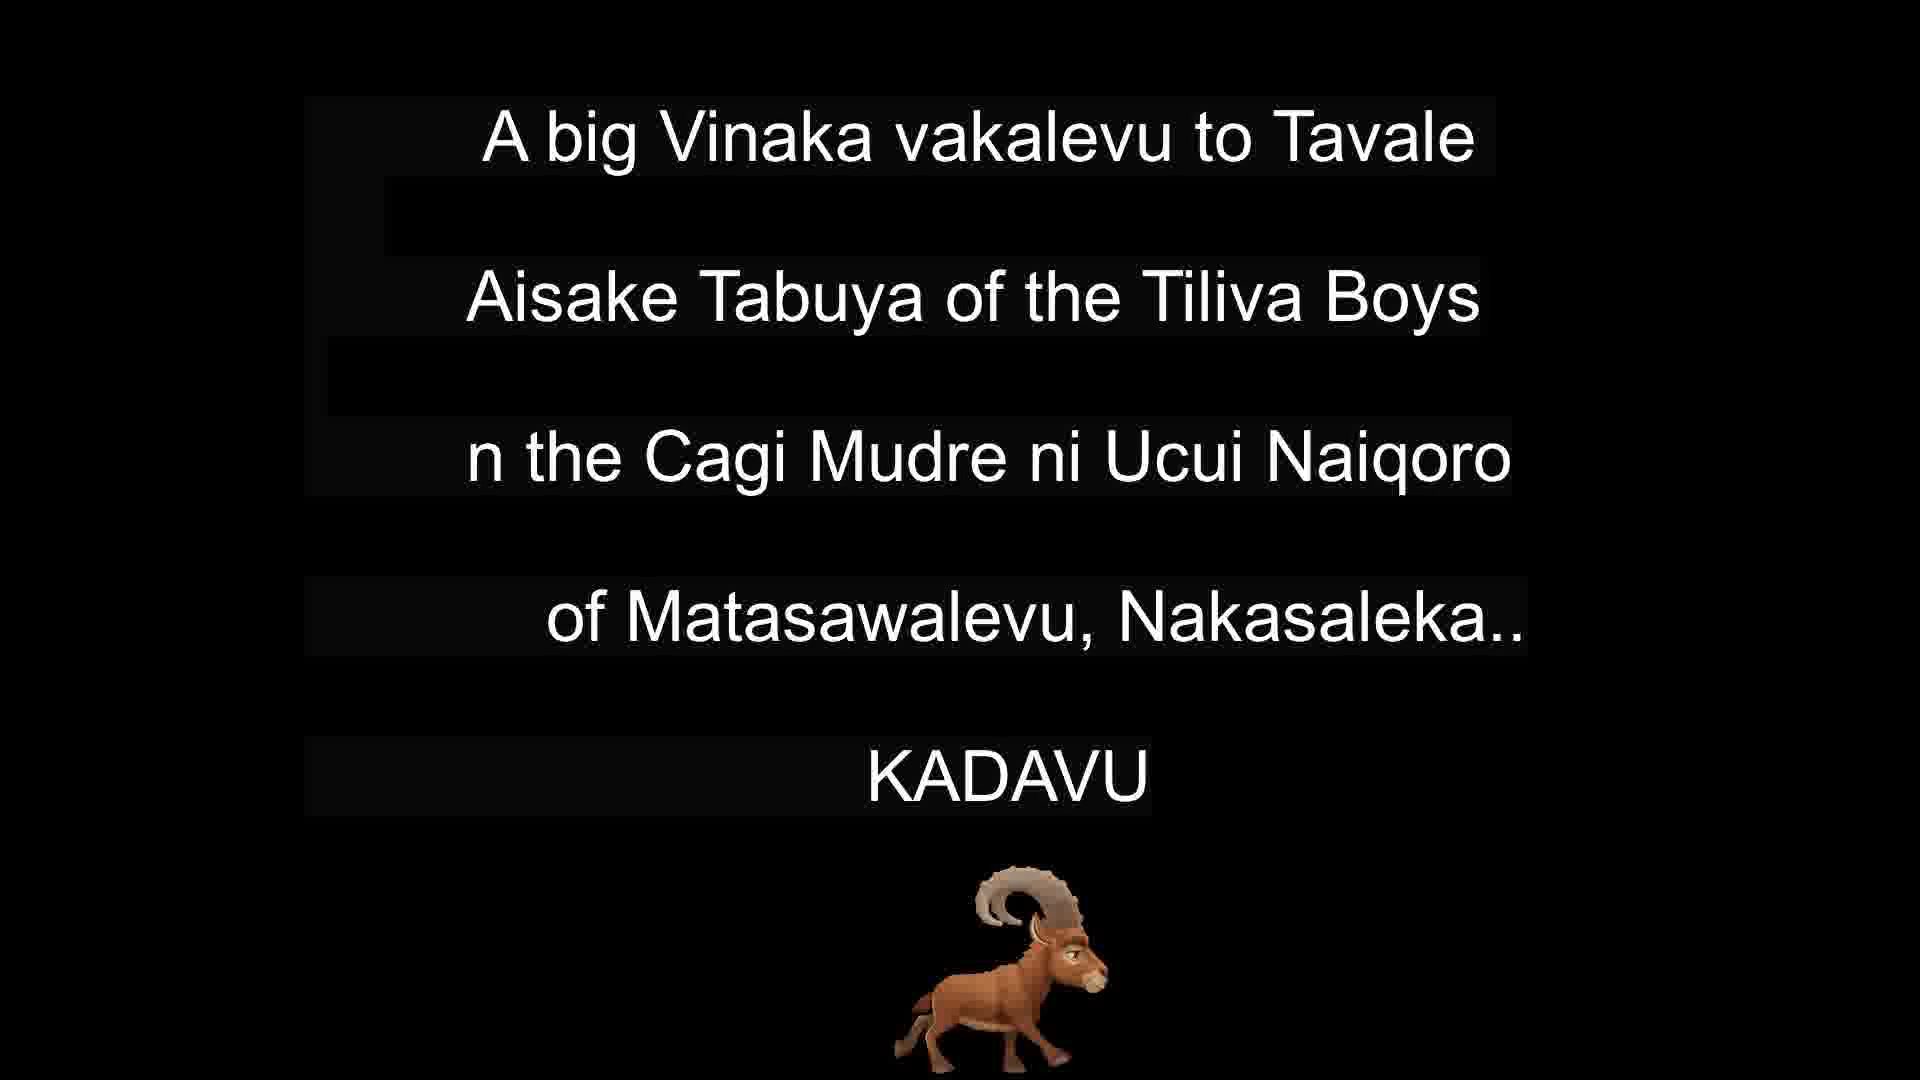 A big Vinaka vakalevu to Tavale
Aisake Tabuya of the Tiliva Boys
n the Cagi Mudre ni Ucui Naiqoro
of Matasawalevu, Nakasaleka..
KADAVU